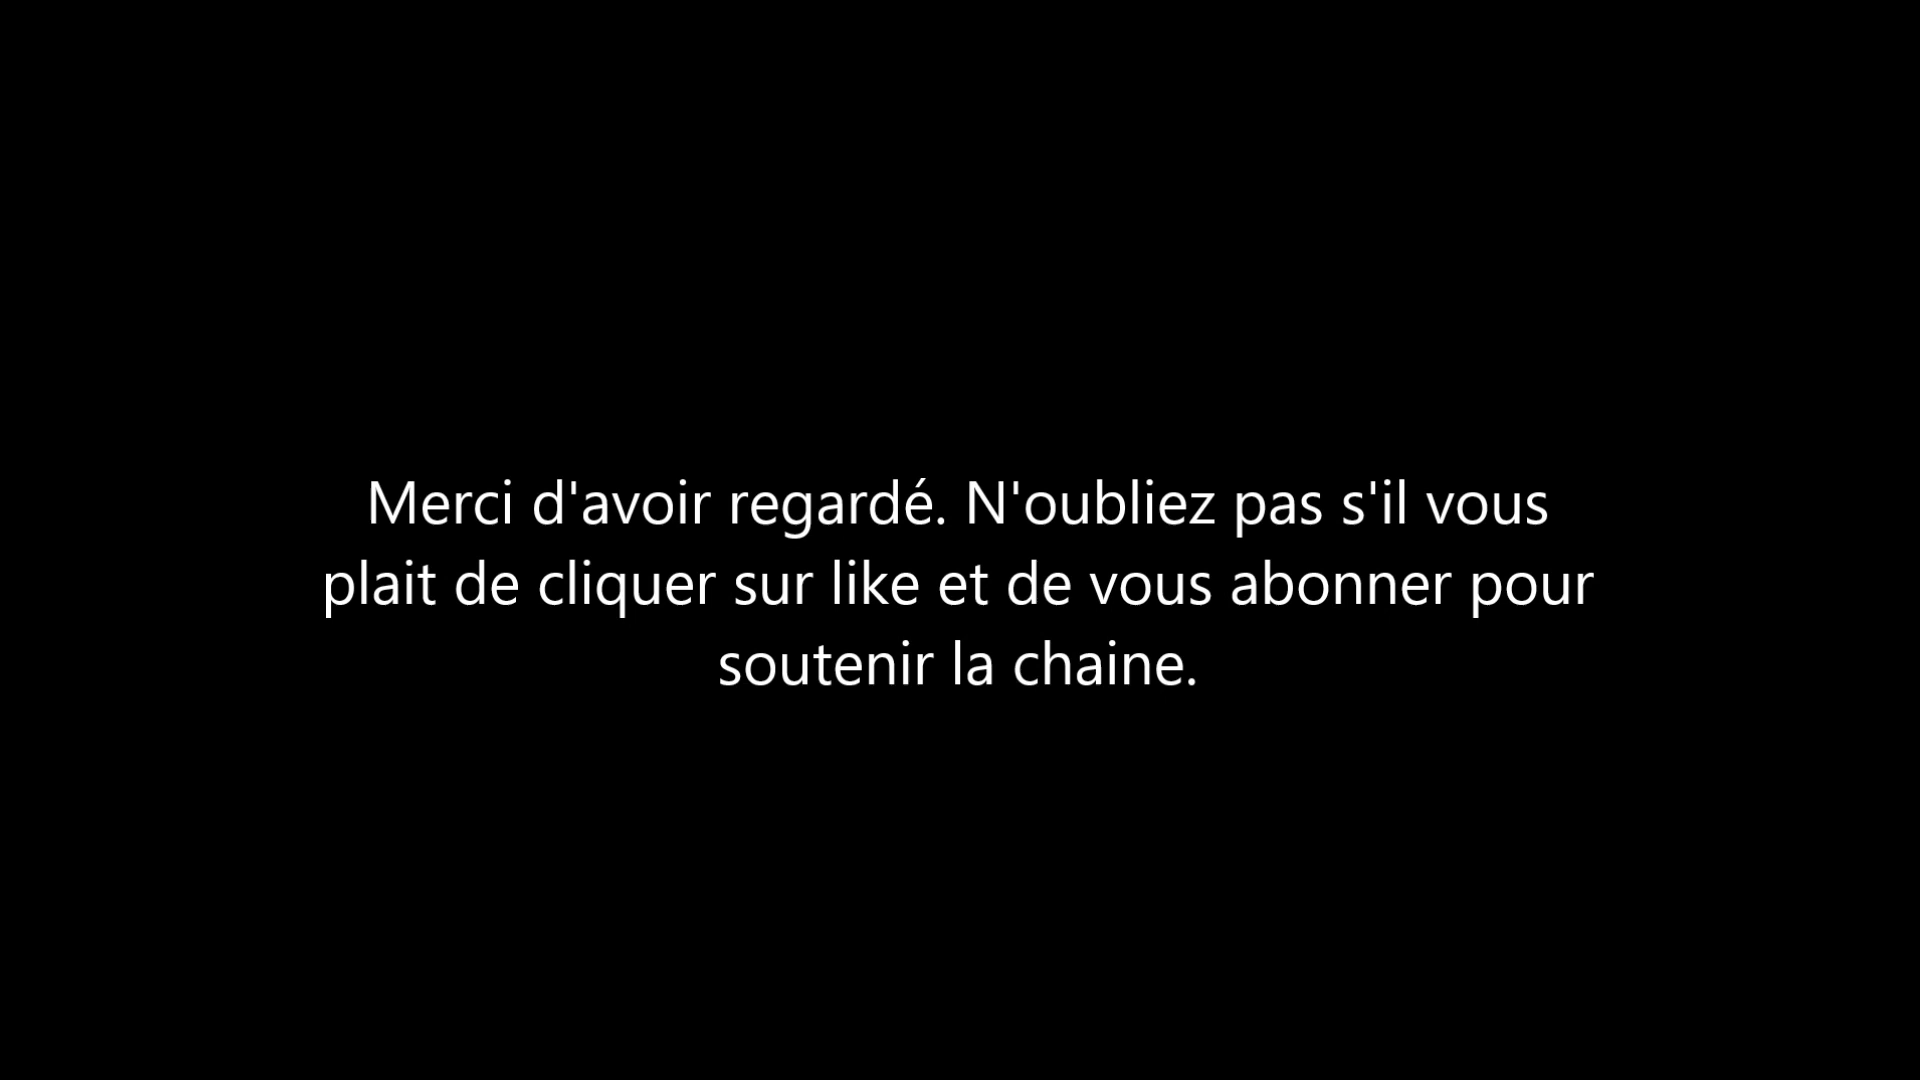 Merci d'avoir regardé. N'oubliez pas s'il vous
plait de cliquer sur like et de vous abonner pour
soutenir la chaine.